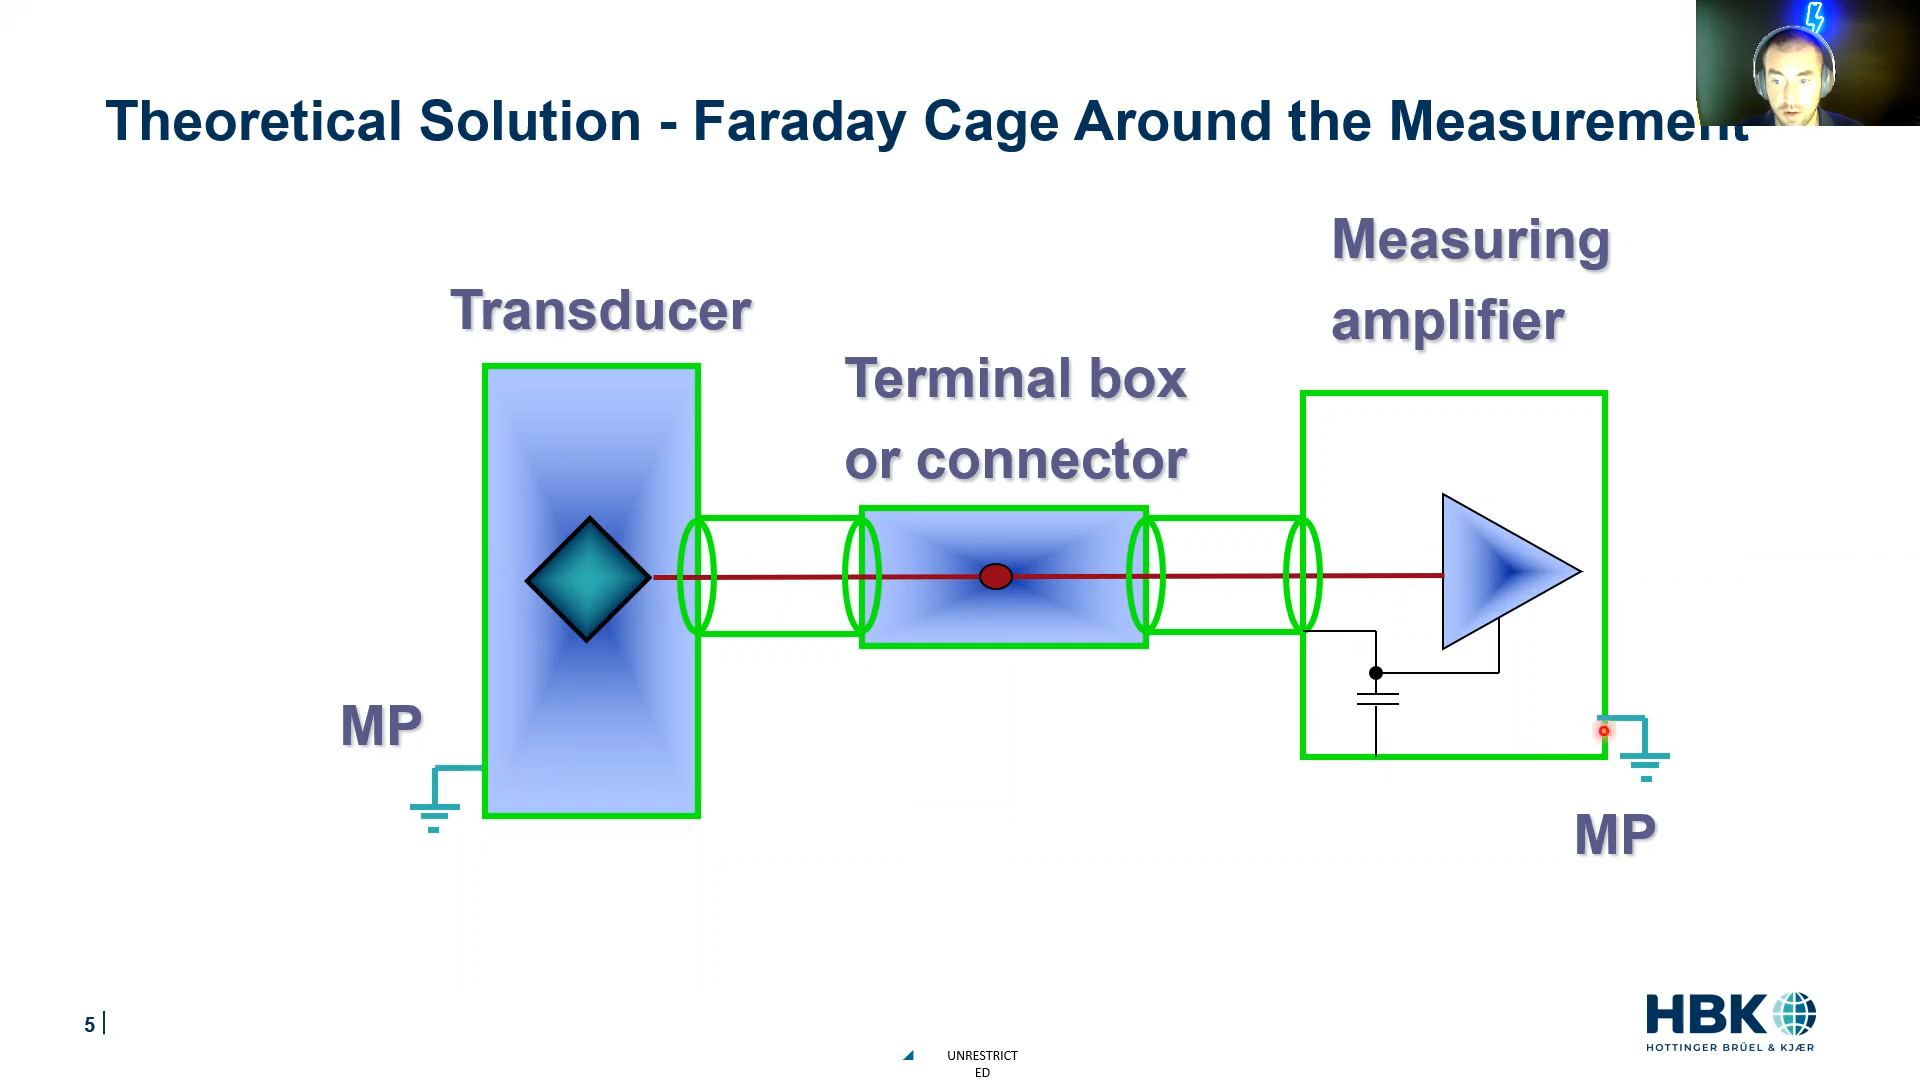 Theoretical Solution - Faraday Cage Around the Measurement
Measuring
amplifier
Transducer
Terminal box
or connector
MP
MP
5
HBK
HOTTINGER BRÜEL & KJÆR
UNRESTRICT
ED